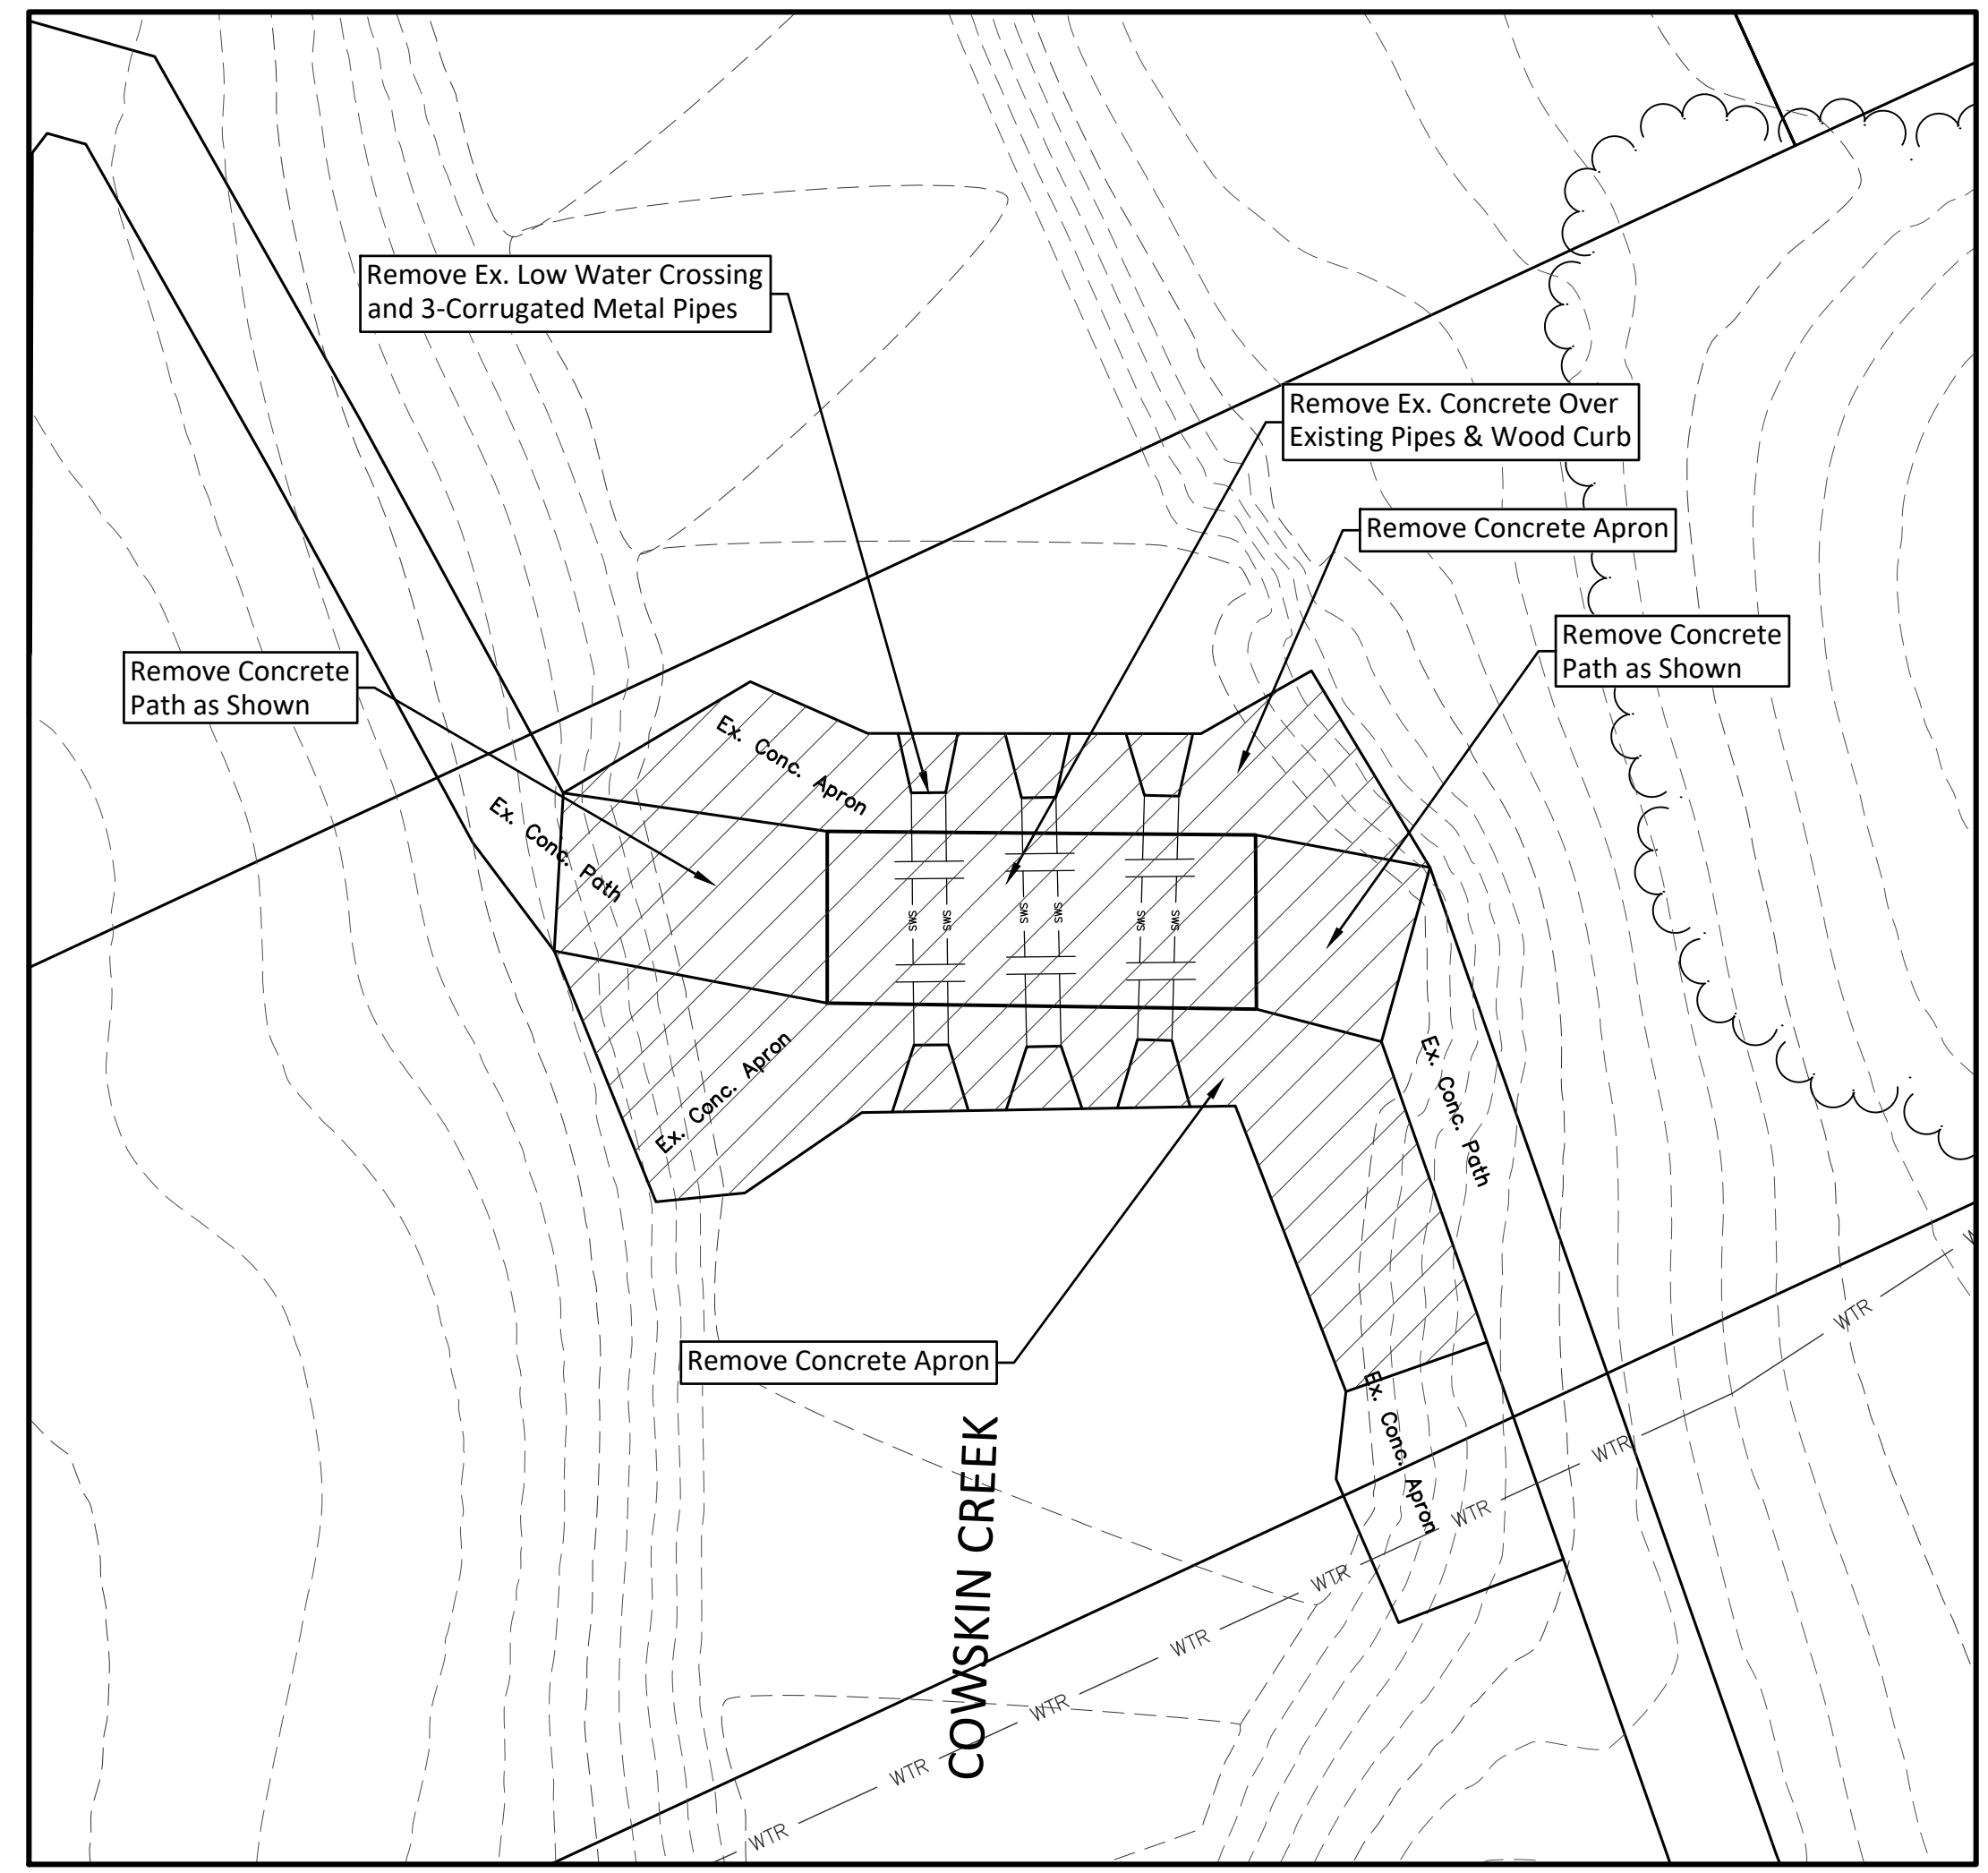 Remove Ex. Low Water Crossing
and 3-Corrugated Metal Pipes
Remove Ex. Concrete Over
Existing Pipes & Wood Curb
Remove Concrete Apron
Remove Concrete
Path as Shown
Remove Concrete
Path as Shown
Ex. Conc. Apron
Ex. Conc. Path
SWS
SWS
SWS
SWS
SWS
SWS
Ex. Conc. Apron
Ex. Conc. Path
Remove Concrete Apron
Ex. Conc. Apron
COWSKIN CREEK
W
WTR
WTR
WTR
WTR
WTR
WTR
WTR
WTR